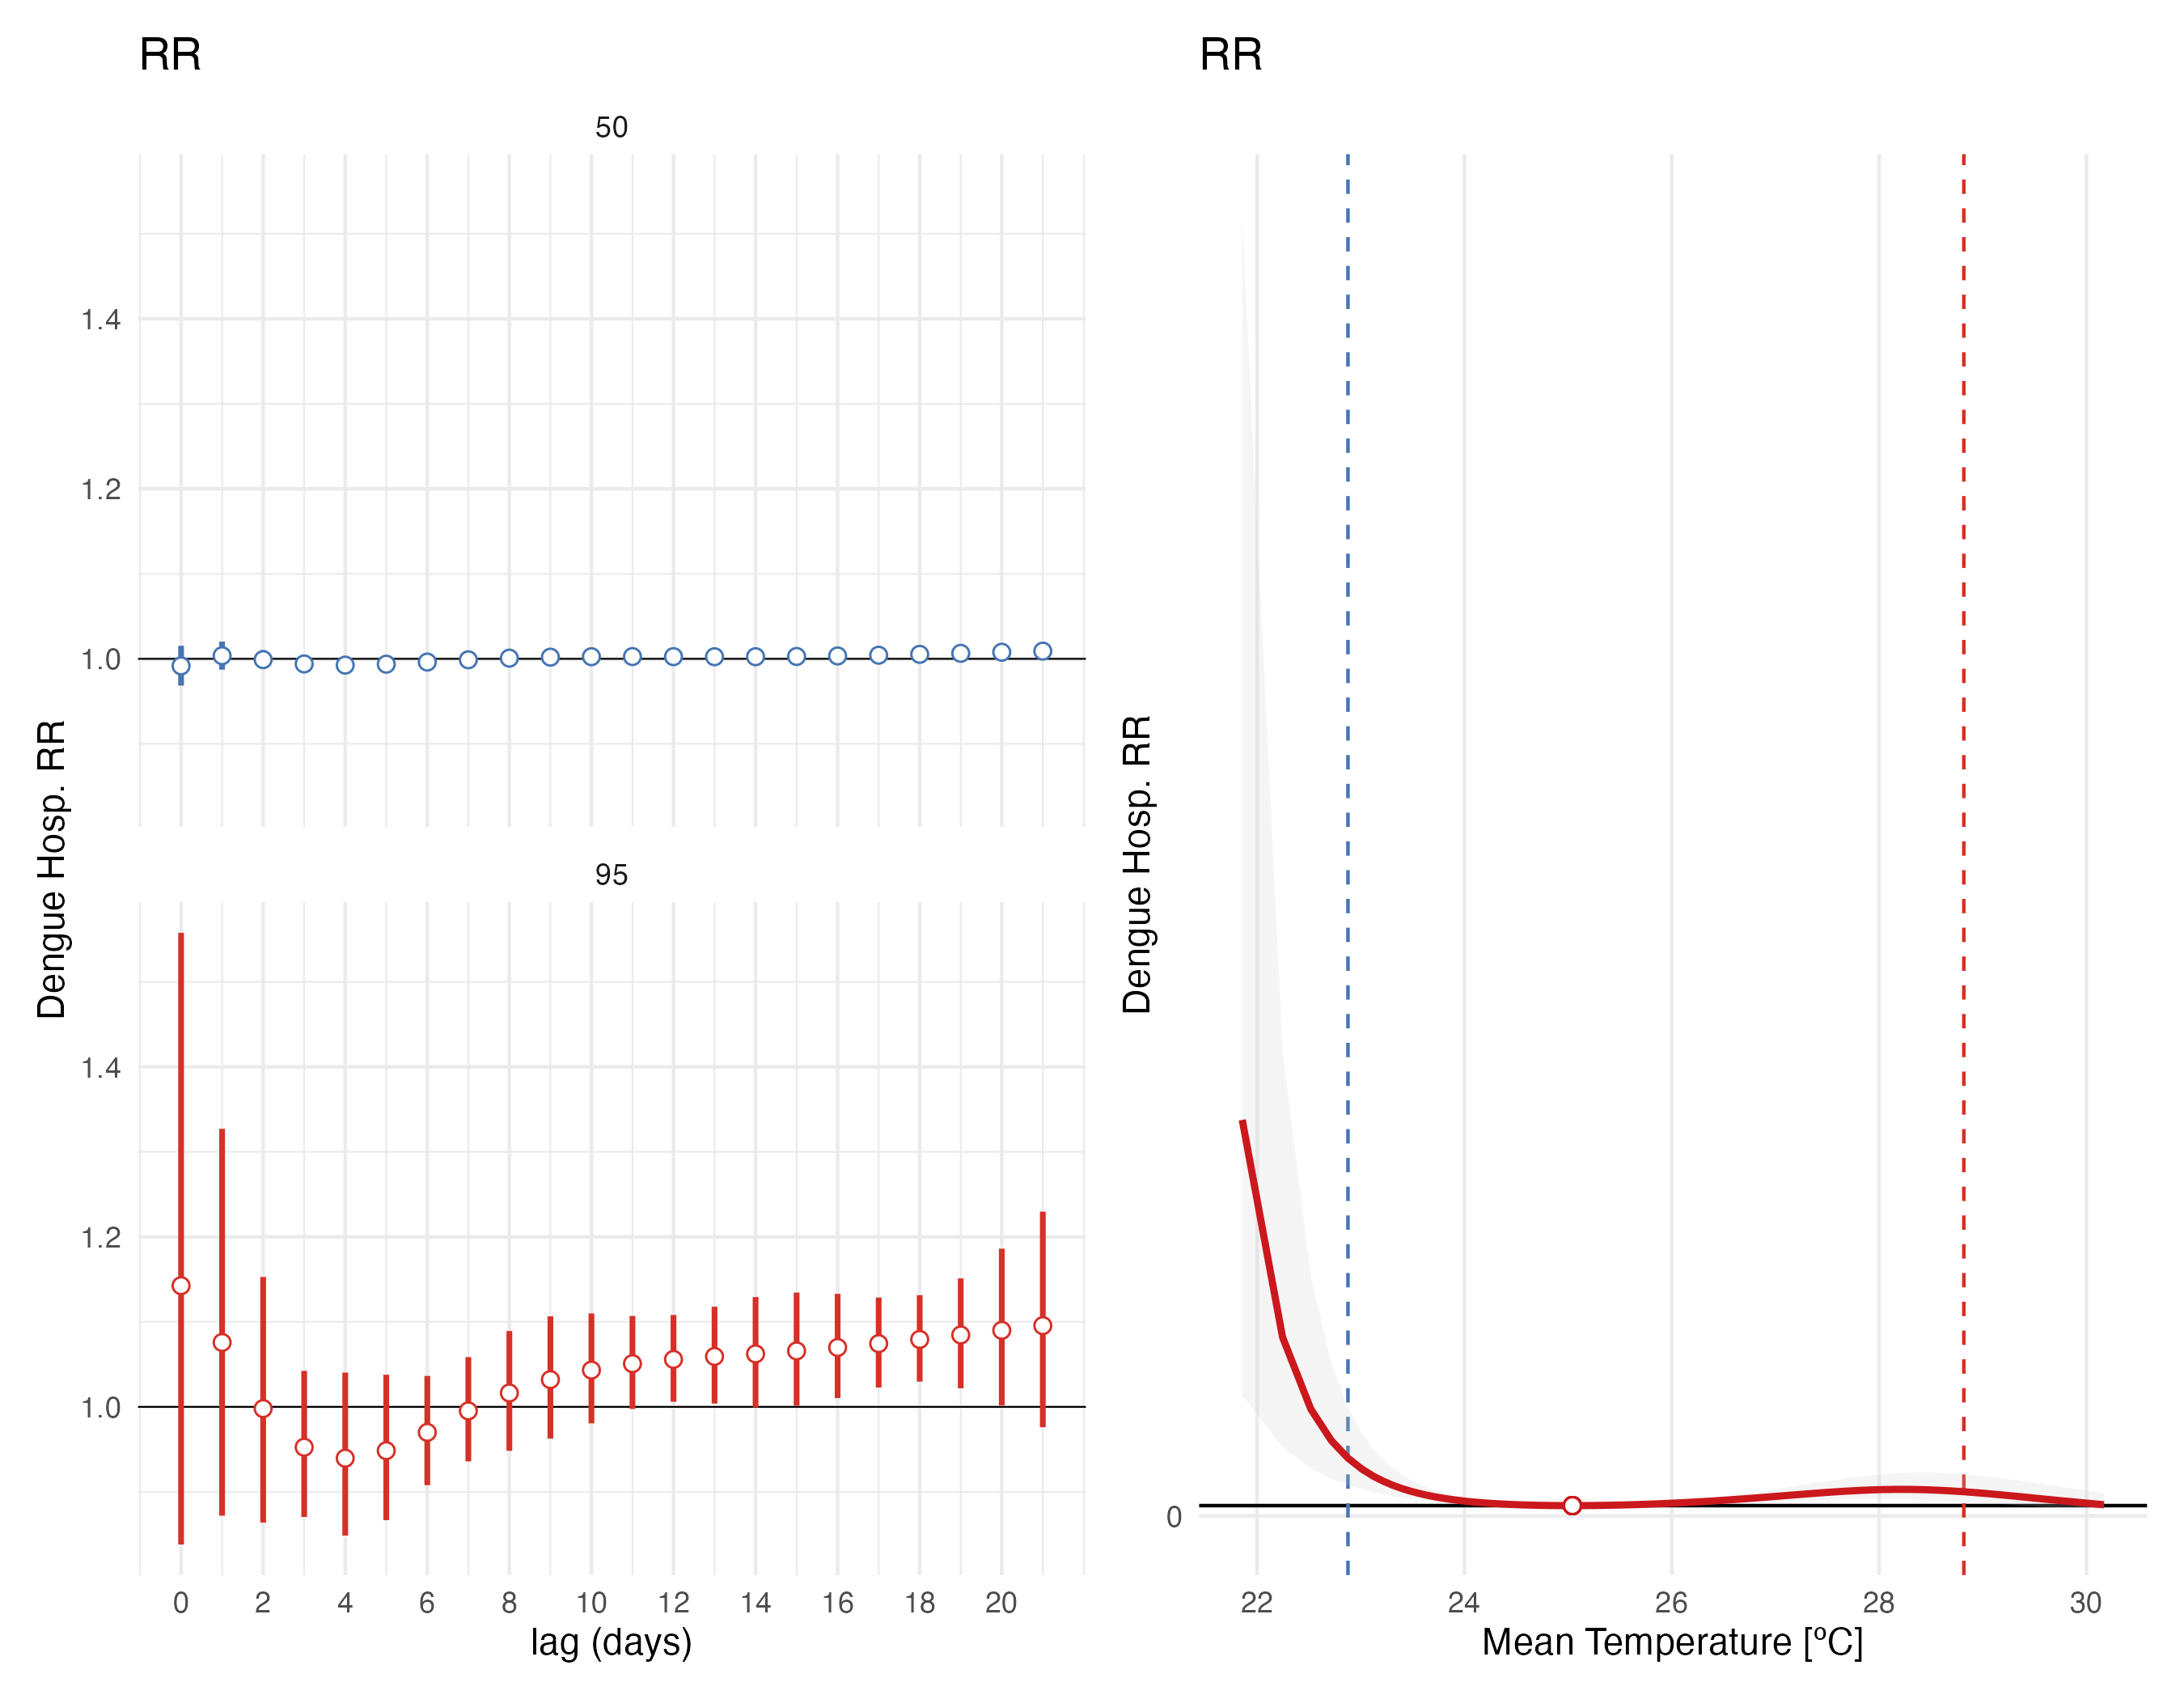 RR
50
1.4
1.2
1.0
95
1.4
1.2
1.0
Dengue Hosp. RR
0 2 4 6 8 10 12 14 16 18 20
lag (days)
RR
Dengue Hosp. RR
0
22 24 26 28 30
Mean Temperature [ºC]